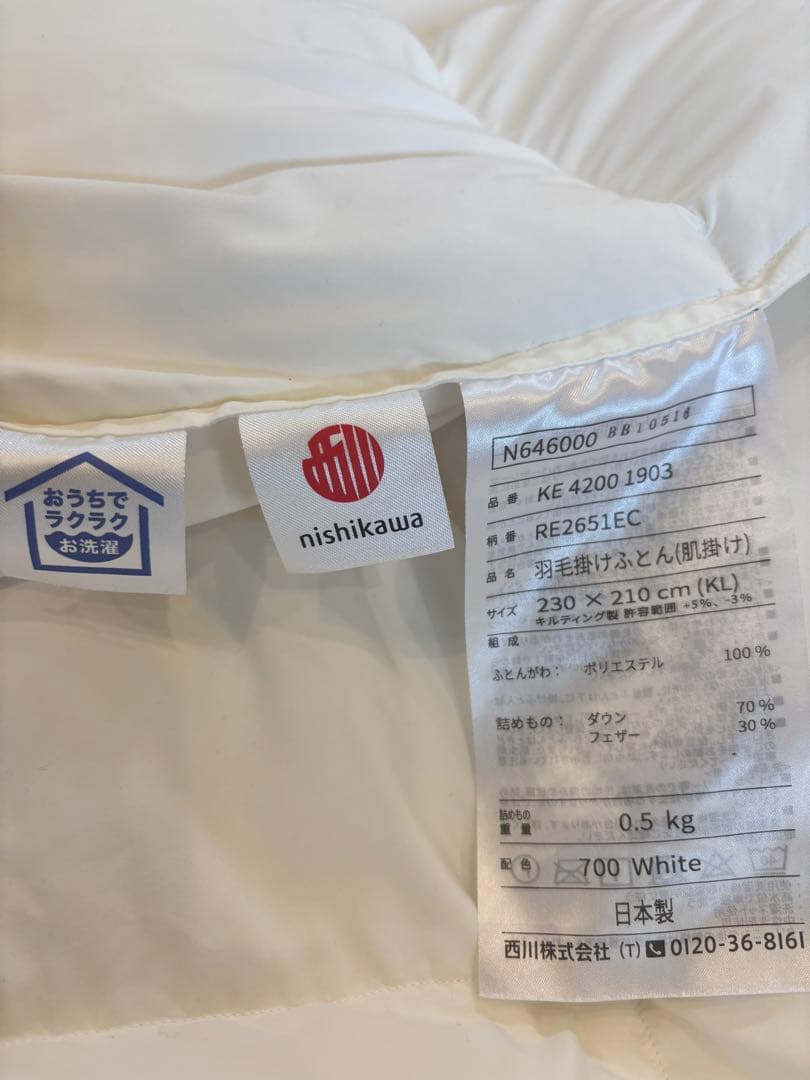 おうちで
ラクラク
お洗濯
nishikawa
N646000 BB10516
品番 KE 4200 1903
柄番 RE2651EC
品名 羽毛掛けふとん(肌掛け)
サイズ 230 × 210 cm (KL)
キルティング製 許容範囲 +5%、-3%
組成
ふとんがわ： ポリエステル 100%
詰めもの： ダウン 70%
フェザー 30%
詰めもの
重量 0.5 kg
配色 700 White
日本製
西川株式会社 (T) 0120-36-8161